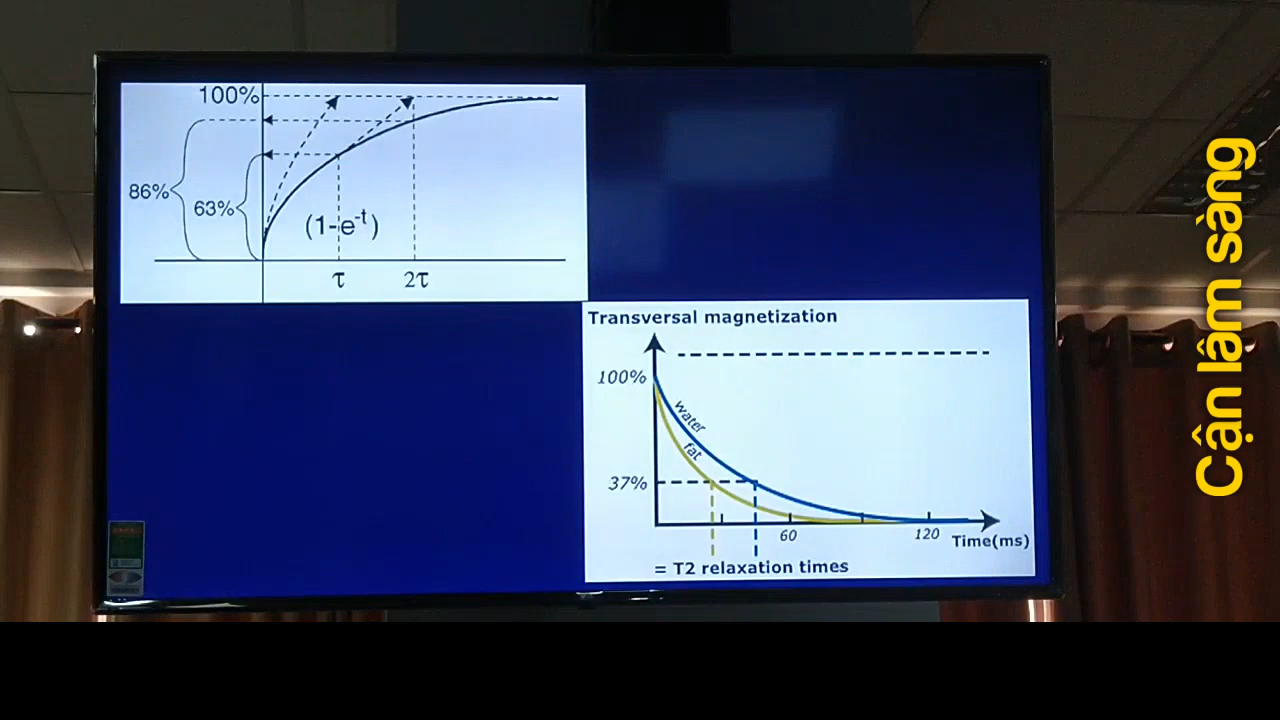 100%
86%
63%
(1-e⁻ᵗ)
τ
2τ
Transversal magnetization
100%
water
fat
37%
60
120
Time(ms)
= T2 relaxation times
Cận lâm sàng